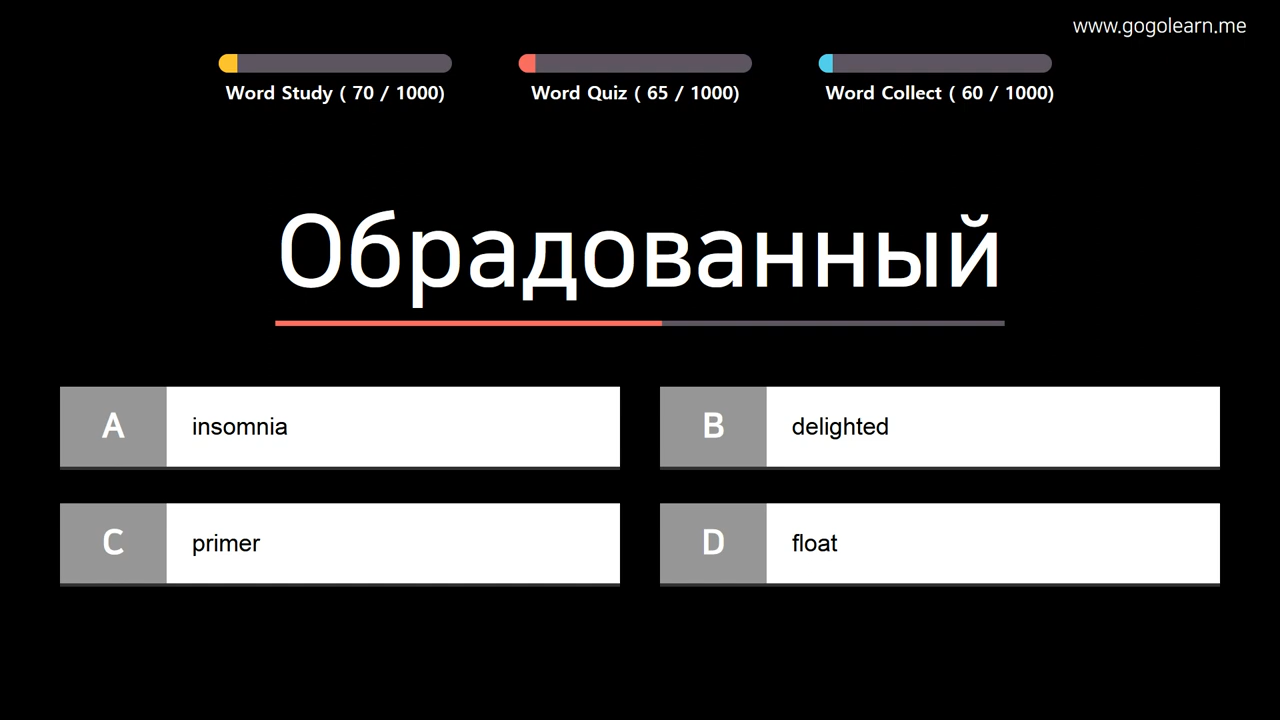 www.gogolearn.me
Word Study ( 70 / 1000)
Word Quiz ( 65 / 1000)
Word Collect ( 60 / 1000)
Обрадованный
A insomnia
B delighted
C primer
D float